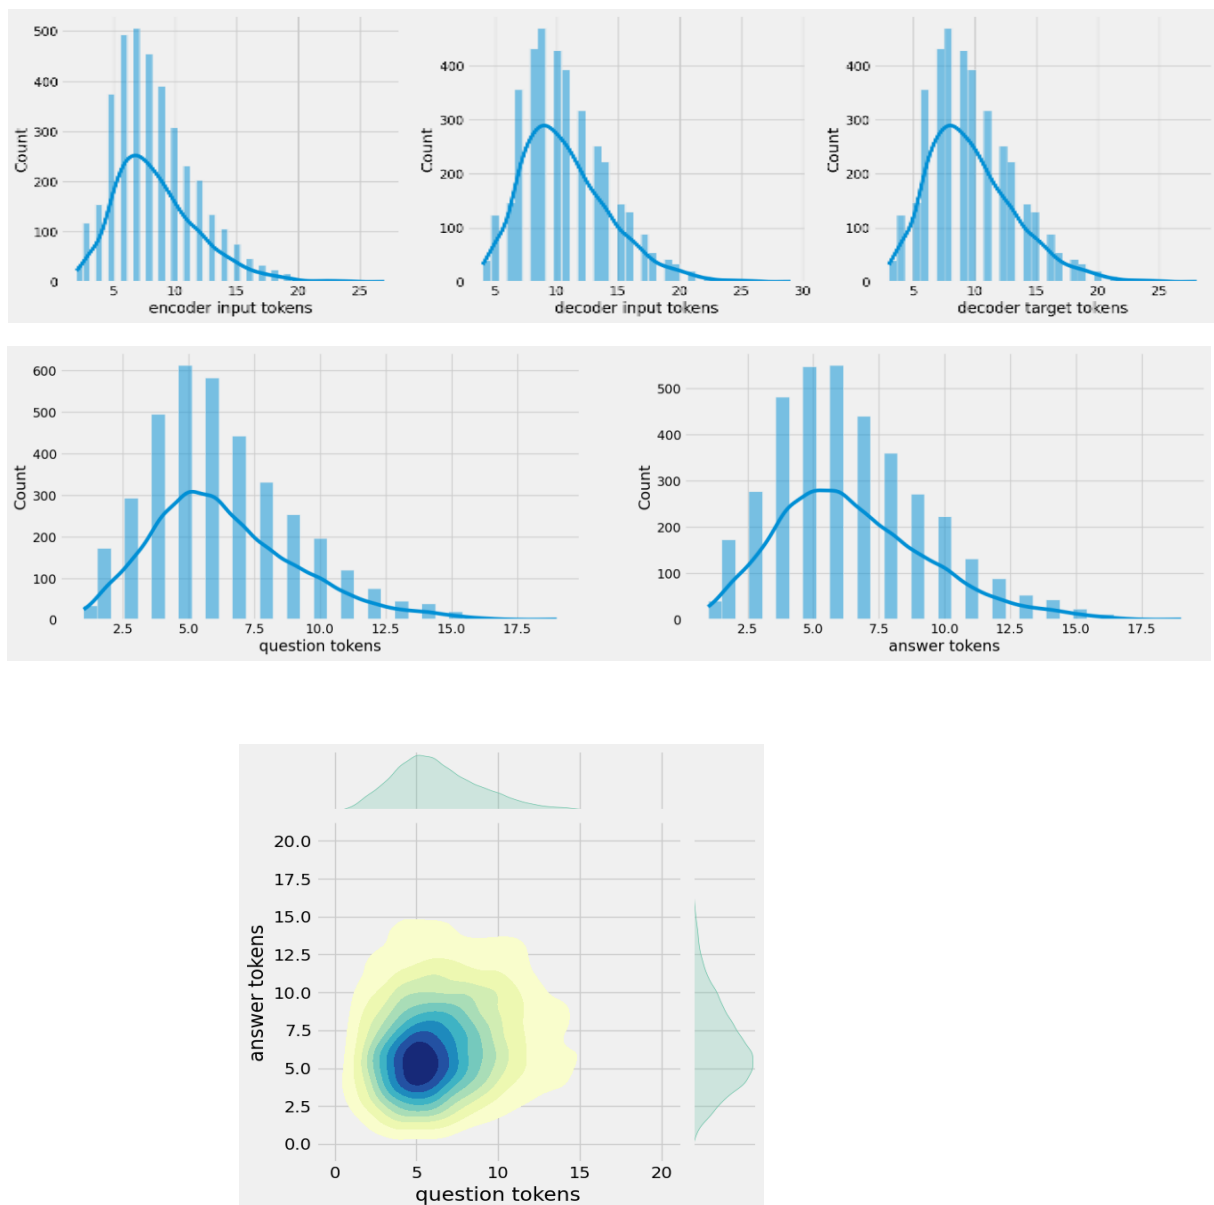 500
400
300
200
100
0
Count
5 10 15 20 25
encoder input tokens
400
300
200
100
0
Count
5 10 15 20 25 30
decoder input tokens
400
300
200
100
0
Count
5 10 15 20 25
decoder target tokens
600
500
400
300
200
100
0
Count
2.5 5.0 7.5 10.0 12.5 15.0 17.5
question tokens
500
400
300
200
100
0
Count
2.5 5.0 7.5 10.0 12.5 15.0 17.5
answer tokens
20.0
17.5
15.0
12.5
10.0
7.5
5.0
2.5
0.0
answer tokens
0 5 10 15 20
question tokens